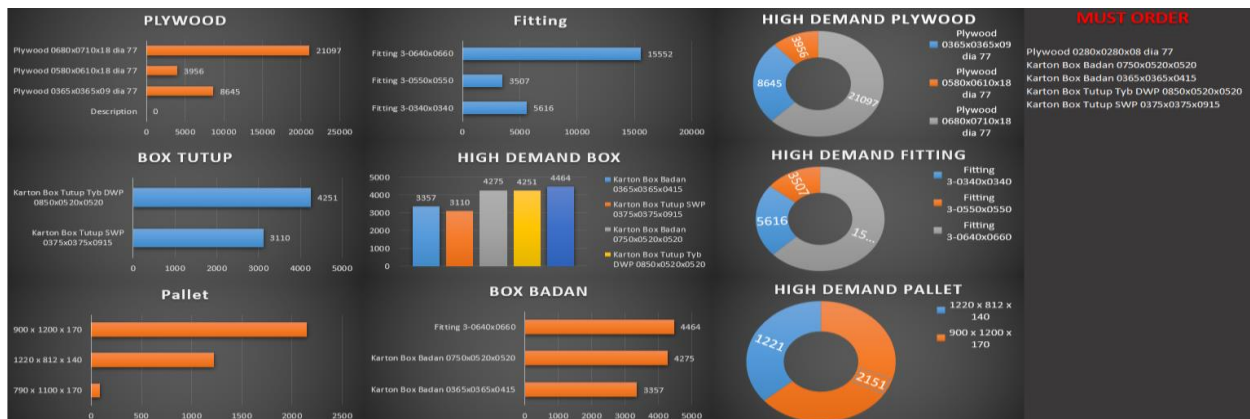 PLYWOOD
Plywood 0680x0710x18 dia 77
21097
Plywood 0580x0610x18 dia 77
3956
Plywood 0365x0365x09 dia 77
8645
Description
0
0
5000
10000
15000
20000
25000
Fitting
Fitting 3-0640x0660
15552
Fitting 3-0550x0550
3507
Fitting 3-0340x0340
5616
0
5000
10000
15000
20000
HIGH DEMAND PLYWOOD
3956
8645
21097
Plywood
0365x0365x09
dia 77
Plywood
0580x0610x18
dia 77
Plywood
0680x0710x18
dia 77
MUST ORDER
Plywood 0280x0280x08 dia 77
Karton Box Badan 0750x0520x0520
Karton Box Badan 0365x0365x0415
Karton Box Tutup Tyb DWP 0850x0520x0520
Karton Box Tutup SWP 0375x0375x0915
BOX TUTUP
Karton Box Tutup Tyb DWP
0850x0520x0520
4251
Karton Box Tutup SWP
0375x0375x0915
3110
0
1000
2000
3000
4000
5000
HIGH DEMAND BOX
5000
4000
3000
2000
1000
0
3357
3110
4275
4251
4464
Karton Box Badan
0365x0365x0415
Karton Box Tutup SWP
0375x0375x0915
Karton Box Badan
0750x0520x0520
Karton Box Tutup Tyb
DWP 0850x0520x0520
HIGH DEMAND FITTING
3507
5616
15...
Fitting
3-0340x0340
Fitting
3-0550x0550
Fitting
3-0640x0660
Pallet
900 x 1200 x 170
1220 x 812 x 140
790 x 1100 x 170
0
500
1000
1500
2000
2500
BOX BADAN
Fitting 3-0640x0660
4464
Karton Box Badan 0750x0520x0520
4275
Karton Box Badan 0365x0365x0415
3357
0
1000
2000
3000
4000
5000
HIGH DEMAND PALLET
1221
2151
1220 x 812 x
140
900 x 1200 x
170